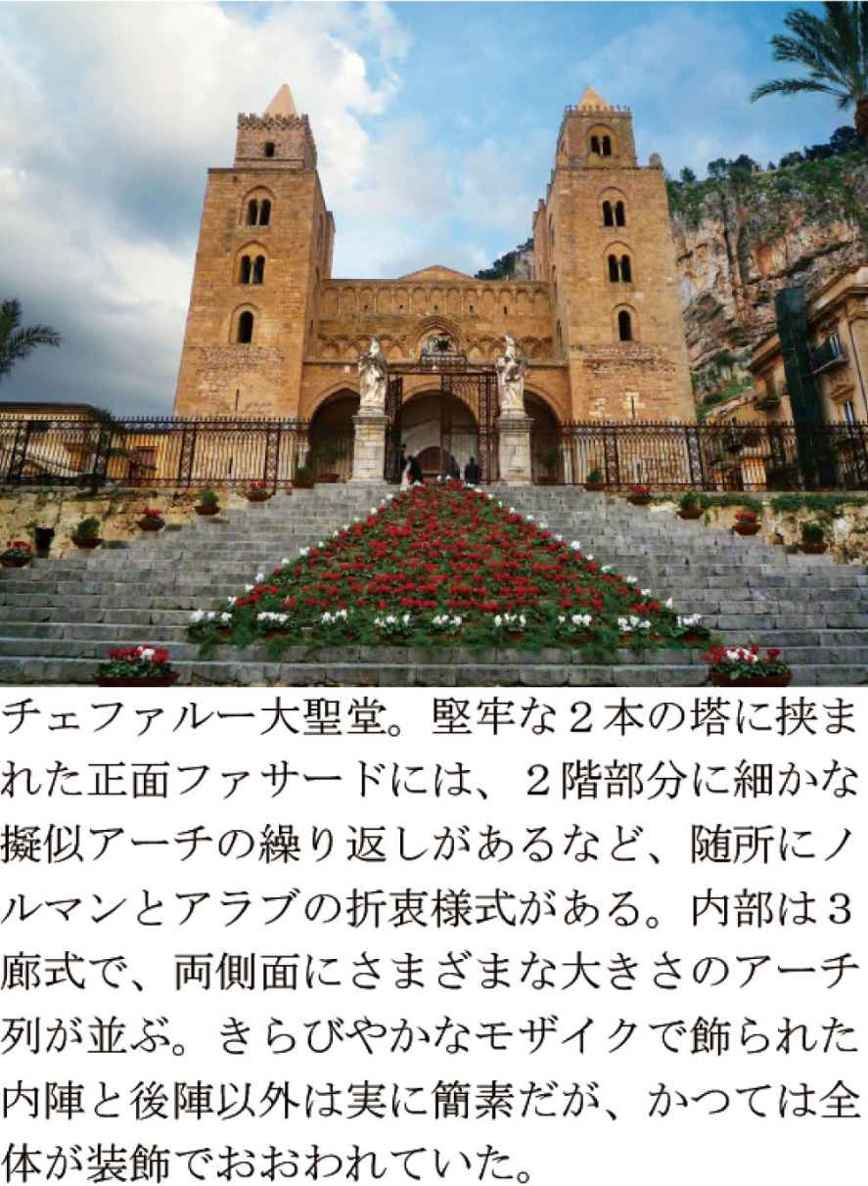 チェファルー大聖堂。堅牢な２本の塔に挟ま
れた正面ファサードには、２階部分に細かな
擬似アーチの繰り返しがあるなど、随所にノ
ルマンとアラブの折衷様式がある。内部は３
廊式で、両側面にさまざまな大きさのアーチ
列が並ぶ。きらびやかなモザイクで飾られた
内陣と後陣以外は実に簡素だが、かつては全
体が装飾でおおわれていた。